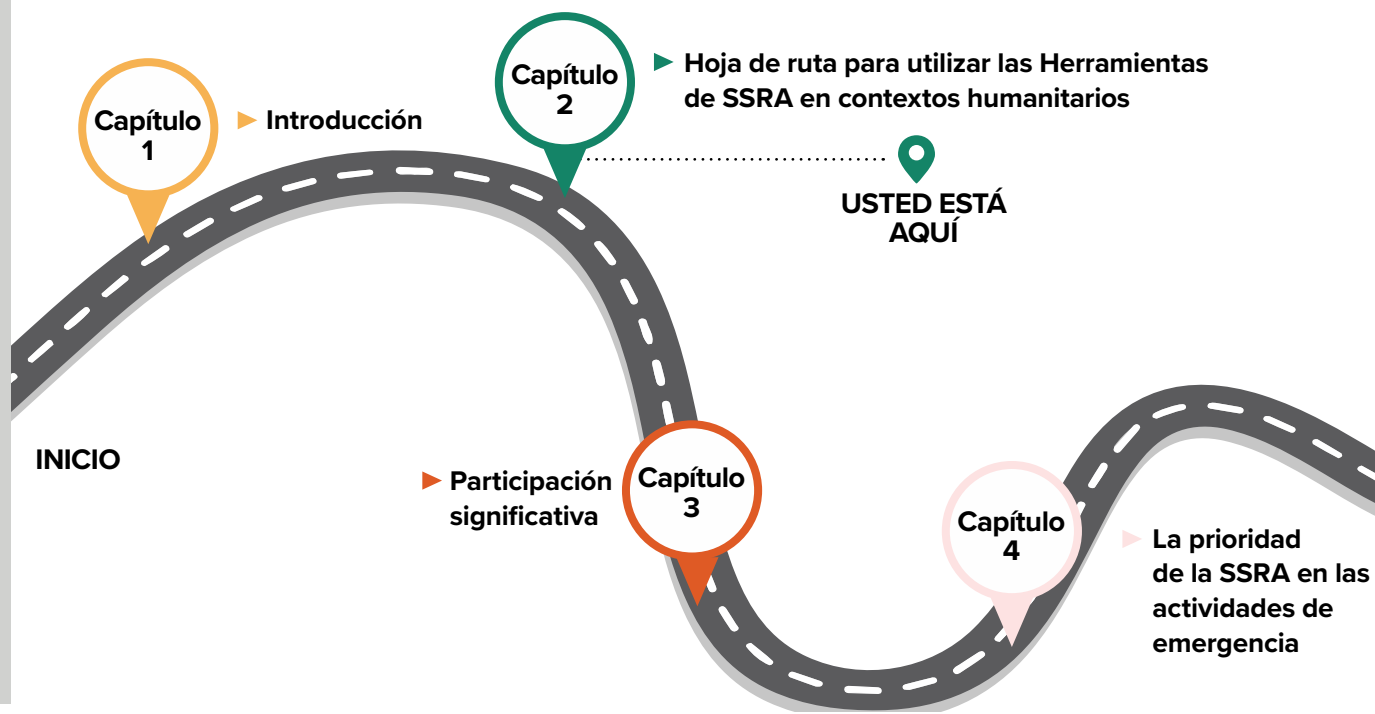 Capítulo
1
Introducción
Capítulo
2
Hoja de ruta para utilizar las Herramientas
de SSRA en contextos humanitarios
USTED ESTÁ
AQUÍ
INICIO
Participación
significativa
Capítulo
3
Capítulo
4
La prioridad
de la SSRA en las
actividades de
emergencia